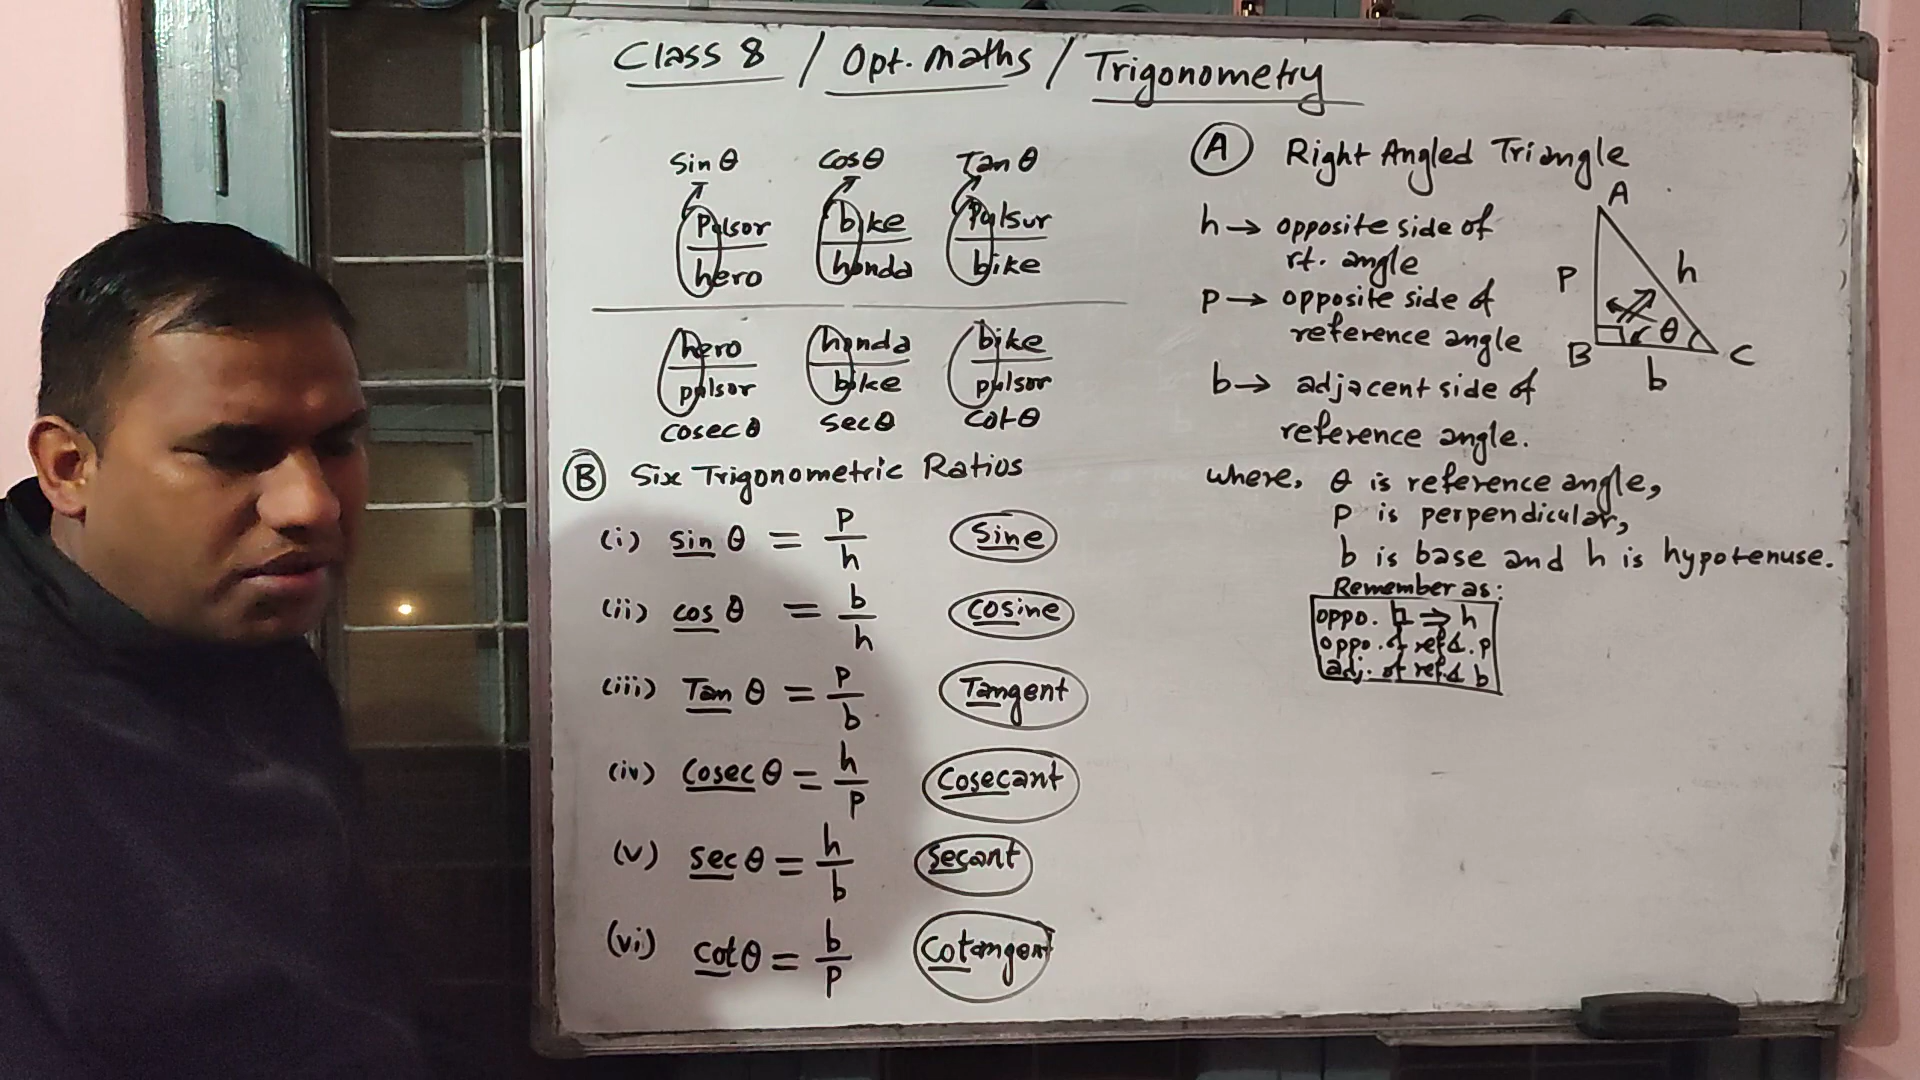 Class 8 / Opt. maths / Trigonometry
Sin θ Cos θ Tan θ
Pulsor bike Pulsur
hero honda bike
hero honda bike
pulsor bike pulsor
cosec θ sec θ cot θ
(B) Six Trigonometric Ratios
(i) sin θ = p/h Sine
(ii) cos θ = b/h cosine
(iii) Tan θ = p/b Tangent
(iv) Cosec θ = h/p Cosecant
(v) sec θ = h/b Secant
(vi) cot θ = b/p Cotangent
(A) Right Angled Triangle
h → opposite side of
rt. angle
p → opposite side of
reference angle
b → adjacent side of
reference angle.
A
P h
θ
B C
b
where, θ is reference angle,
p is perpendicular,
b is base and h is hypotenuse.
Remember as:
oppo. ⇒ h
oppo. of ref ∠. p
adj. of ref ∠ b